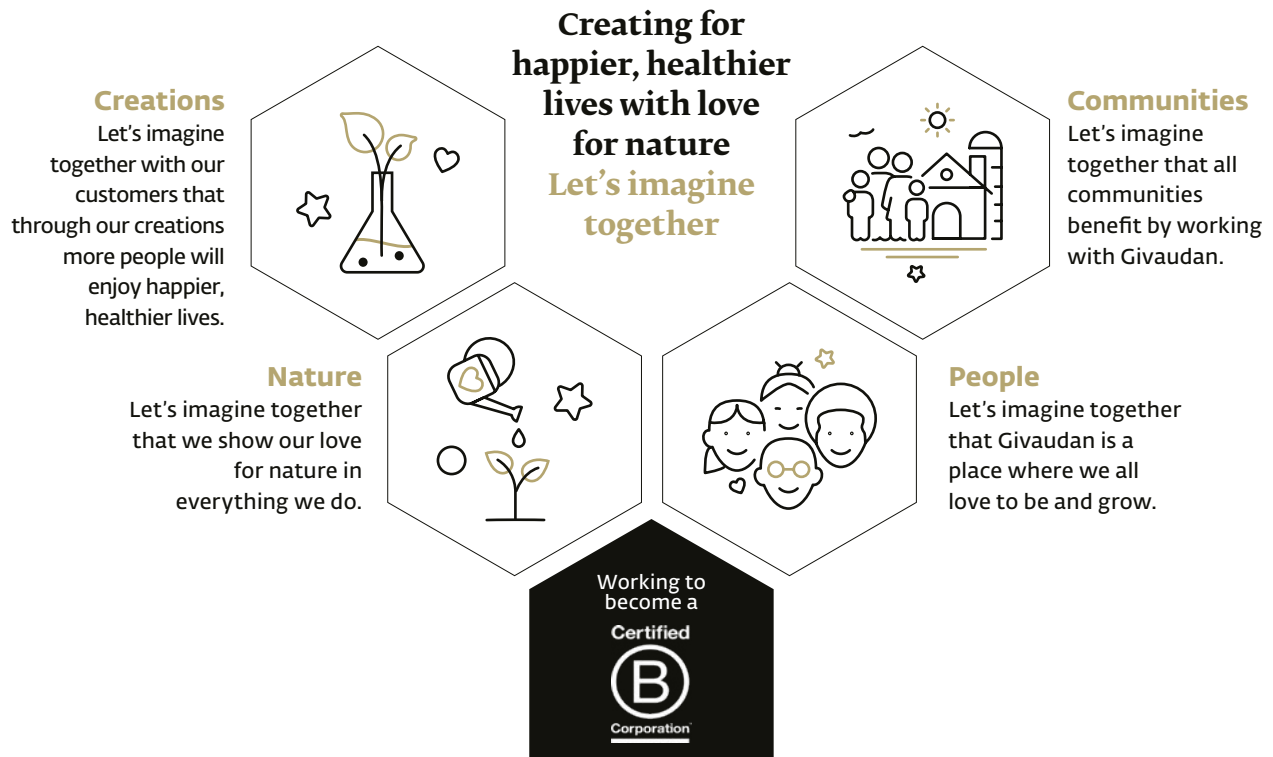 Creating for
happier, healthier
lives with love
for nature
Let's imagine
together
Creations
Let's imagine
together with our
customers that
through our creations
more people will
enjoy happier,
healthier lives.
Communities
Let's imagine
together that all
communities
benefit by working
with Givaudan.
Nature
Let's imagine together
that we show our love
for nature in
everything we do.
People
Let's imagine together
that Givaudan is a
place where we all
love to be and grow.
Working to
become a
Certified
B
Corporation